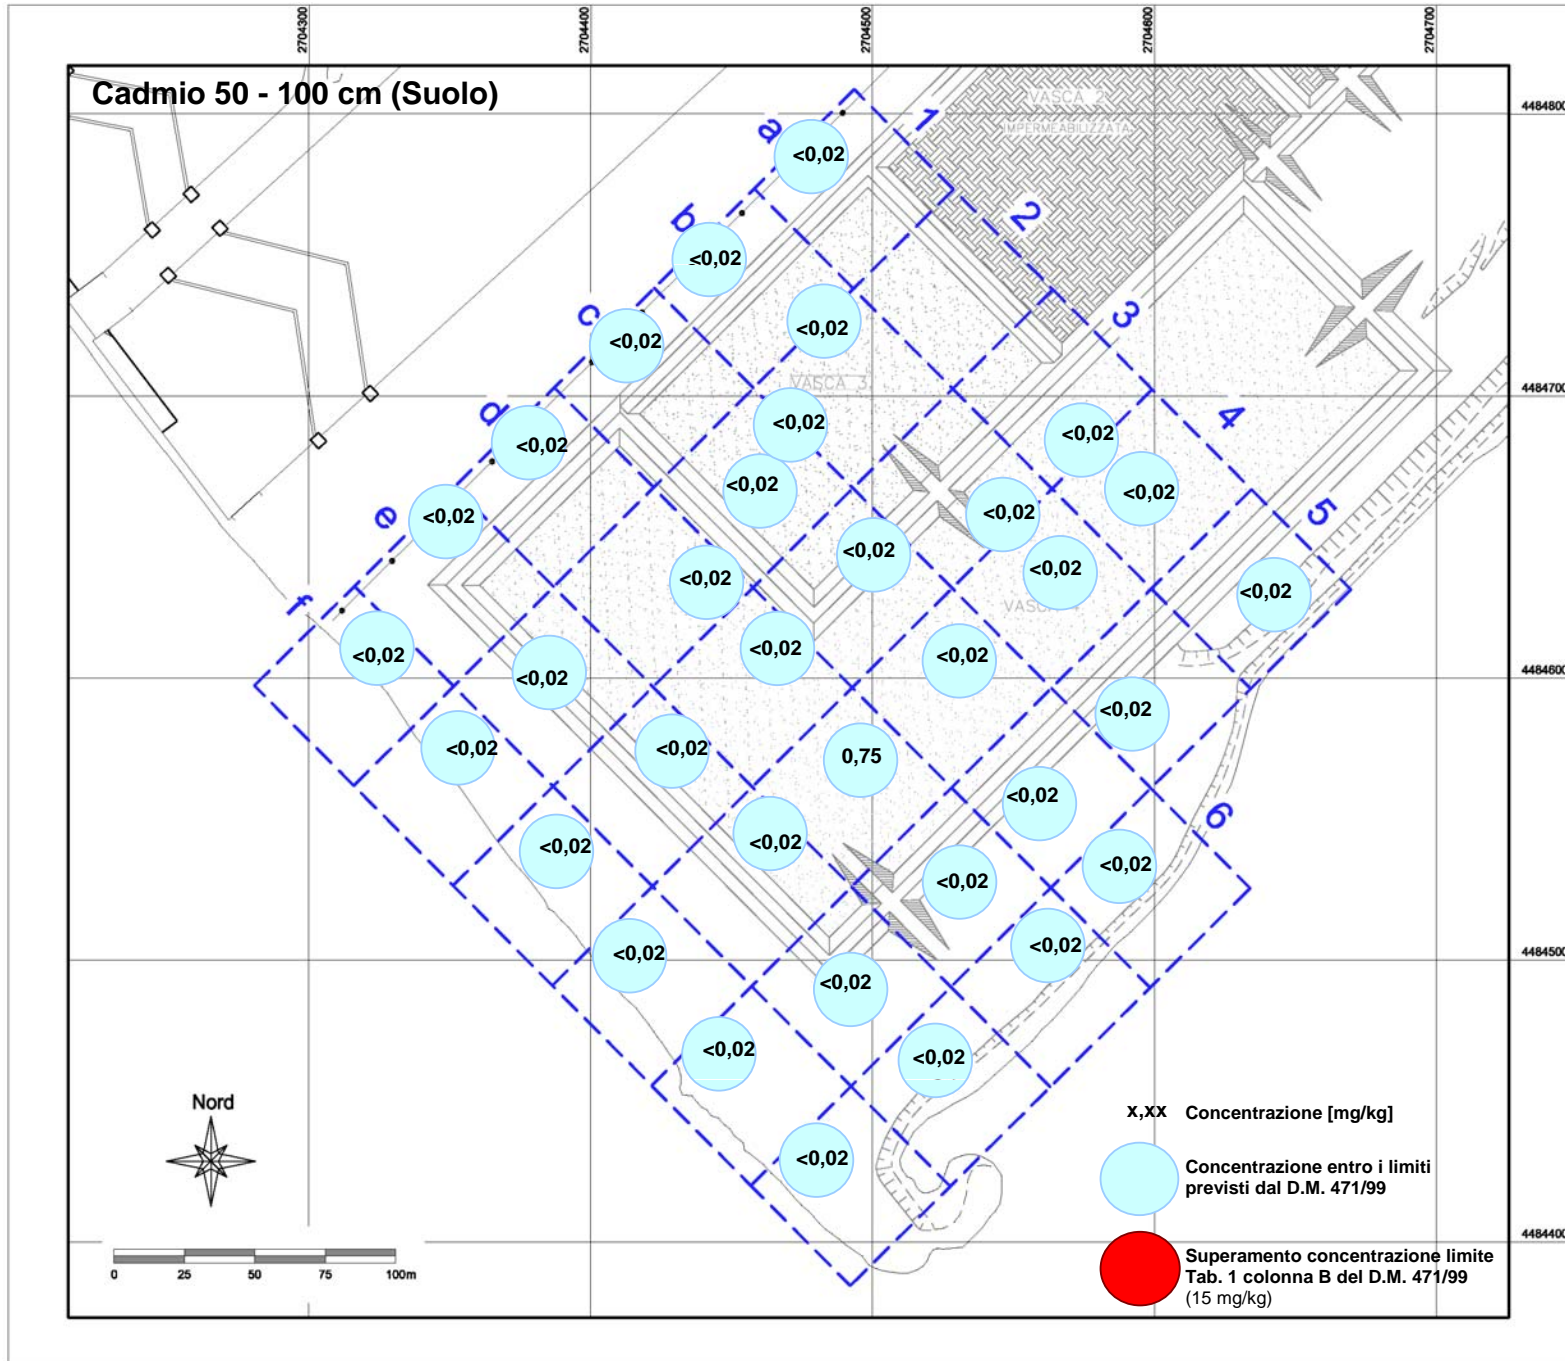 2704300
2704400
2704500
2704600
2704700
Cadmio 50 - 100 cm (Suolo)
VASCA 2
IMPERMEABILIZZATA
4484800
a
1
<0,02
b
2
<0,02
c
3
<0,02
<0,02
VASCA 3
4484700
d
4
<0,02
<0,02
<0,02
<0,02
<0,02
e
5
<0,02
<0,02
<0,02
<0,02
<0,02
<0,02
f
VASCA 4
<0,02
<0,02
<0,02
<0,02
4484600
<0,02
<0,02
<0,02
<0,02
0,75
<0,02
6
<0,02
<0,02
<0,02
<0,02
<0,02
<0,02
4484500
<0,02
<0,02
<0,02
Nord
x,xx Concentrazione [mg/kg]
<0,02
Concentrazione entro i limiti
previsti dal D.M. 471/99
4484400
Superamento concentrazione limite
Tab. 1 colonna B del D.M. 471/99
(15 mg/kg)
0 25 50 75 100m